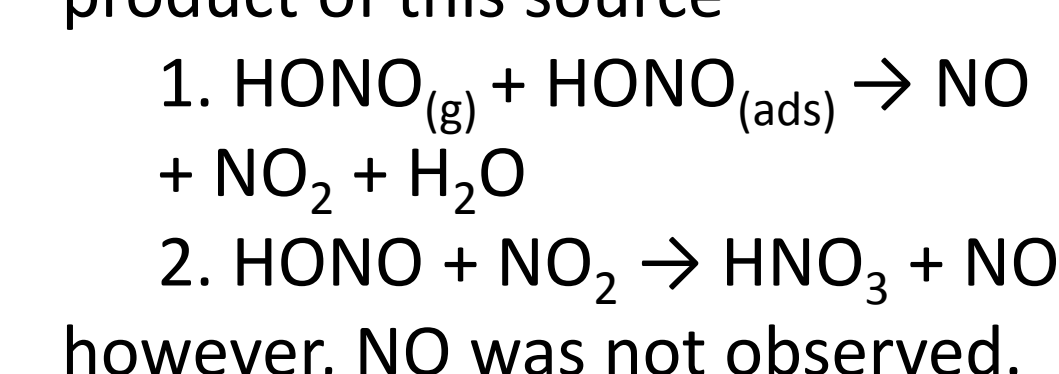 product of this source
1. HONO(g) + HONO(ads) → NO
+ NO₂ + H₂O
2. HONO + NO₂ → HNO₃ + NO
however, NO was not observed.